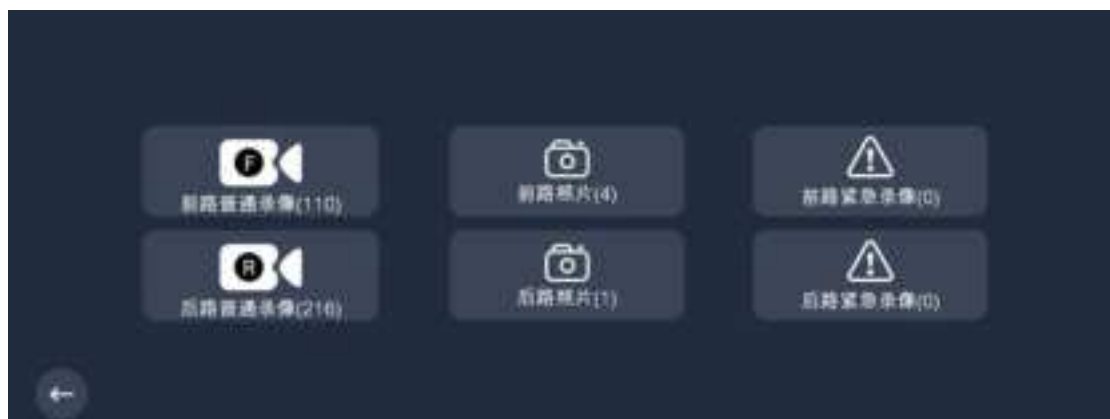 F
前路普通录像(110)
前路照片(4)
前路紧急录像(0)
R
后路普通录像(216)
后路照片(1)
后路紧急录像(0)